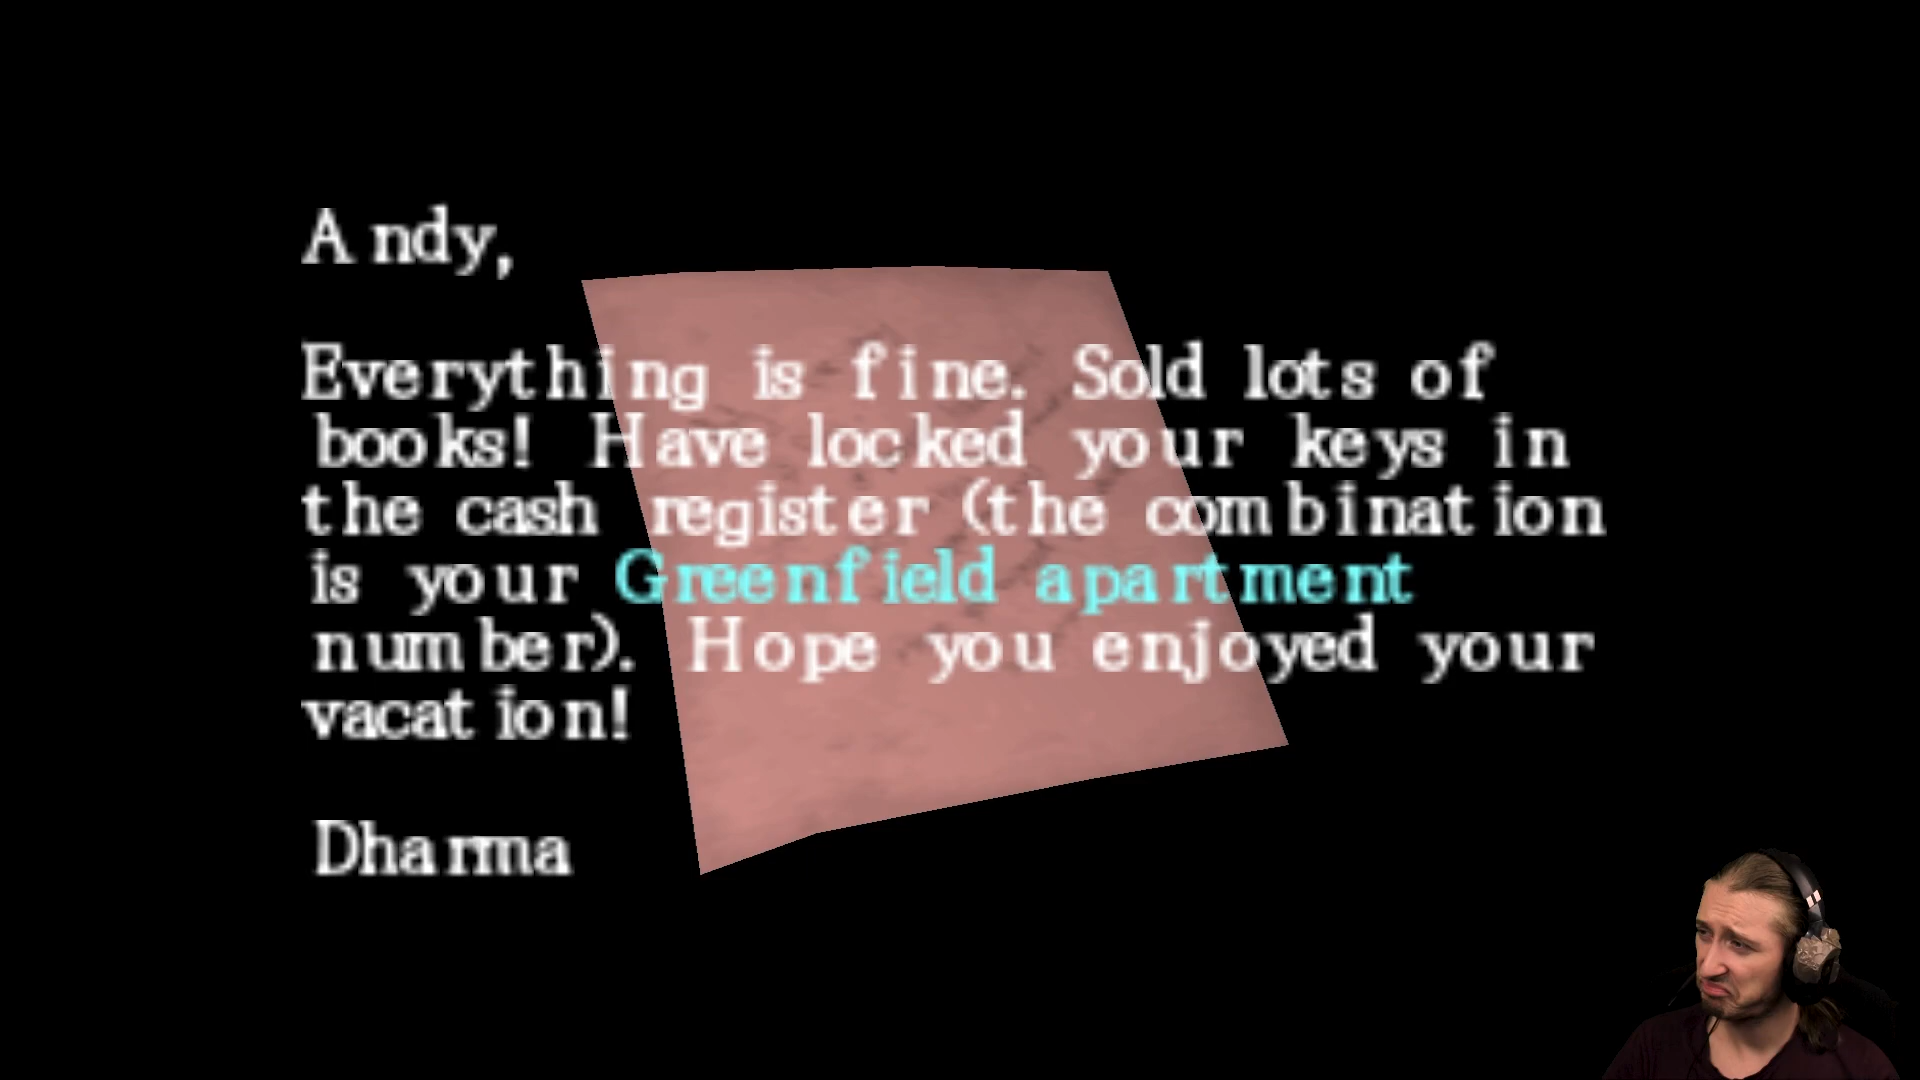 Andy,
Everything is fine. Sold lots of
books! Have locked your keys in
the cash register (the combination
is your Greenfield apartment
number). Hope you enjoyed your
vacation!
Dharma